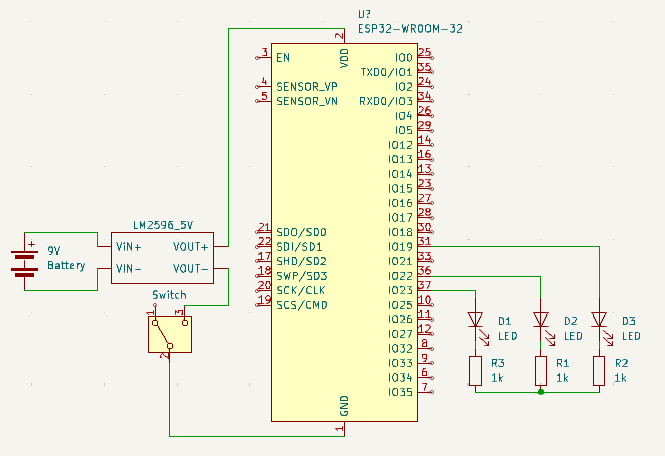 U?
ESP32-WROOM-32
2
VDD
3 EN
4 SENSOR_VP
5 SENSOR_VN
21 SDO/SD0
22 SDI/SD1
17 SHD/SD2
18 SWP/SD3
20 SCK/CLK
19 SCS/CMD
IO0 25
TXD0/IO1 35
IO2 24
RXD0/IO3 34
IO4 26
IO5 29
IO12 14
IO13 16
IO14 13
IO15 23
IO16 27
IO17 28
IO18 30
IO19 31
IO21 33
IO22 36
IO23 37
IO25 10
IO26 11
IO27 12
IO32 8
IO33 9
IO34 6
IO35 7
GND
1
LM2596_5V
ViN+ VOUT+
VIN- VOUT-
+
9V
Battery
Switch
1
3
2
D1
LED
D2
LED
D3
LED
R3
1k
R1
1k
R2
1k